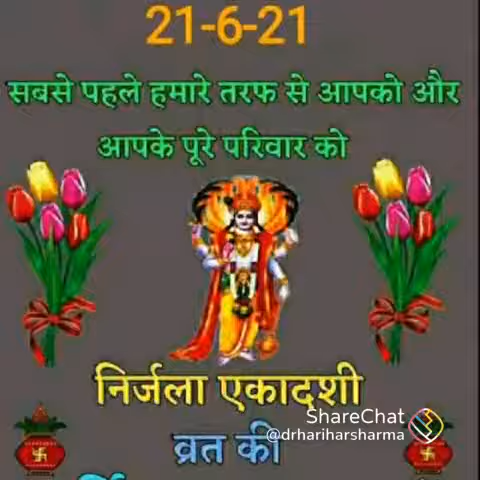 21-6-21
सबसे पहले हमारे तरफ से आपको और
आपके पूरे परिवार को
निर्जला एकादशी
ShareChat
@drhariharsharma
व्रत की